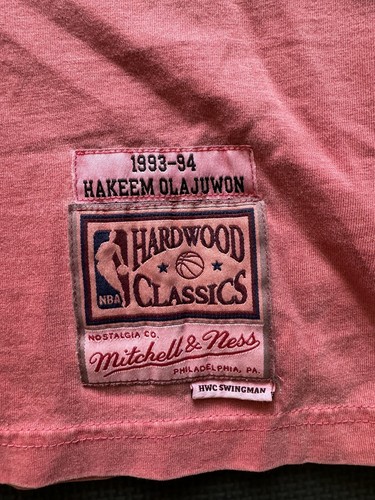 1993-94
HAKEEM OLAJUWON
HARDWOOD
NBA
CLASSICS
NOSTALGIA CO.
Mitchell & Ness
PHILADELPHIA, PA.
HWC SWINGMAN